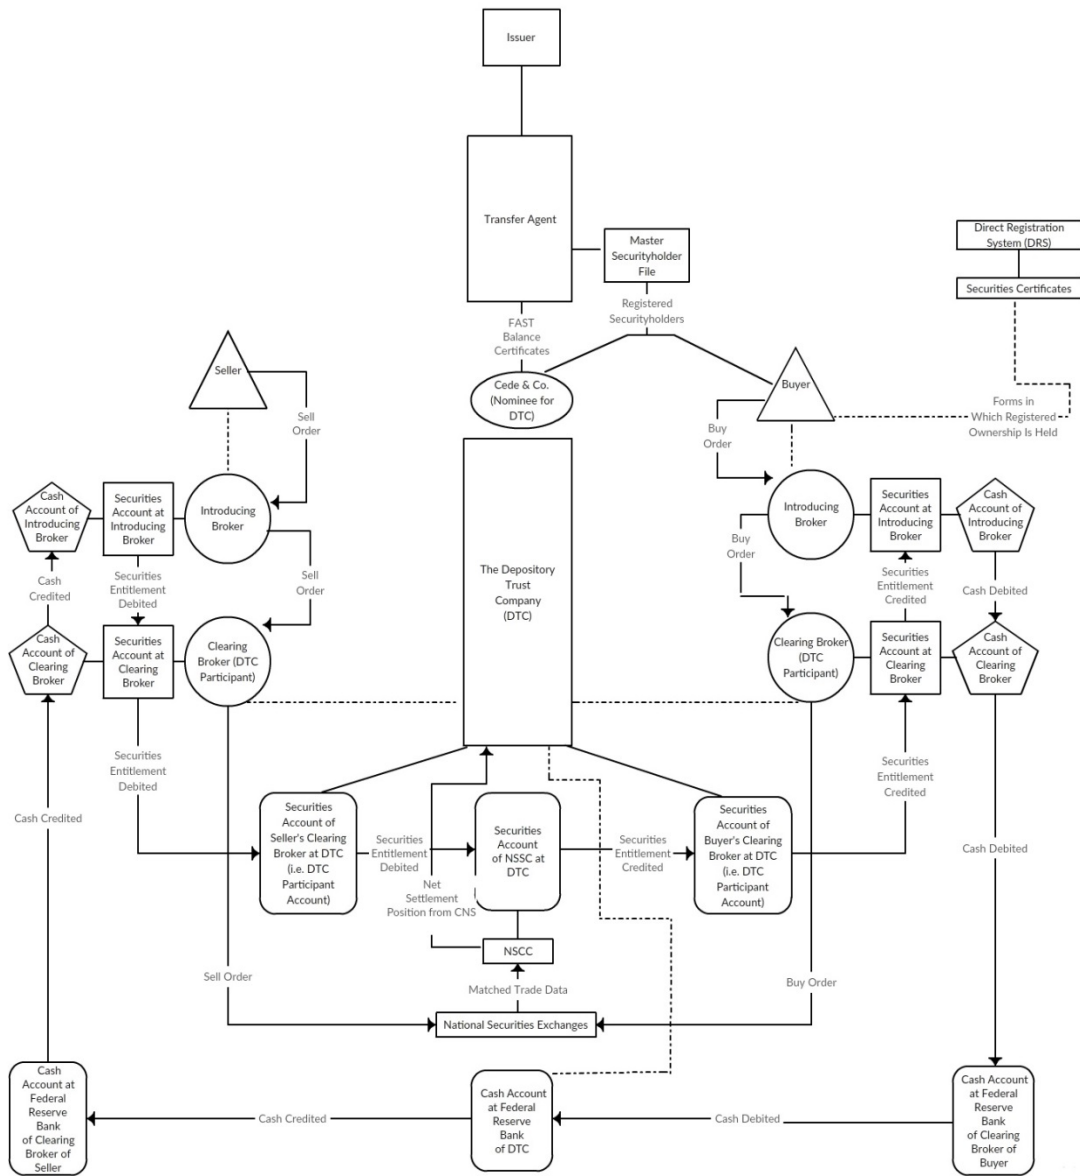 Issuer
Transfer Agent
Master
Securityholder
File
Direct Registration
System (DRS)
Securities Certificates
FAST
Balance
Certificates
Registered
Securityholders
Seller
Sell
Order
Cede & Co.
(Nominee for
DTC)
Buyer
Buy
Order
Forms in
Which Registered
Ownership Is Held
Cash
Account of
Introducing
Broker
Securities
Account at
Introducing
Broker
Introducing
Broker
Introducing
Broker
Securities
Account at
Introducing
Broker
Cash
Account of
Introducing
Broker
Cash
Credited
Securities
Entitlement
Debited
Sell
Order
The Depository
Trust
Company
(DTC)
Buy
Order
Securities
Entitlement
Credited
Cash Debited
Cash
Account of
Clearing
Broker
Securities
Account at
Clearing
Broker
Clearing
Broker (DTC
Participant)
Clearing Broker
(DTC
Participant)
Securities
Account at
Clearing
Broker
Cash
Account of
Clearing
Broker
Cash Credited
Securities
Entitlement
Debited
Securities
Entitlement
Credited
Cash Debited
Securities
Account of
Seller's Clearing
Broker at DTC
(i.e. DTC
Participant
Account)
Securities
Entitlement
Debited
Securities
Account
of NSSC at
DTC
Securities
Entitlement
Credited
Securities
Account of
Buyer's Clearing
Broker at DTC
(i.e. DTC
Participant
Account)
Net
Settlement
Position from CNS
NSCC
Sell Order
Matched Trade Data
Buy Order
National Securities Exchanges
Cash
Account at
Federal
Reserve
Bank
of Clearing
Broker of
Seller
Cash Credited
Cash Account
at Federal
Reserve
Bank
of DTC
Cash Debited
Cash Account
at Federal
Reserve
Bank
of Clearing
Broker of
Buyer